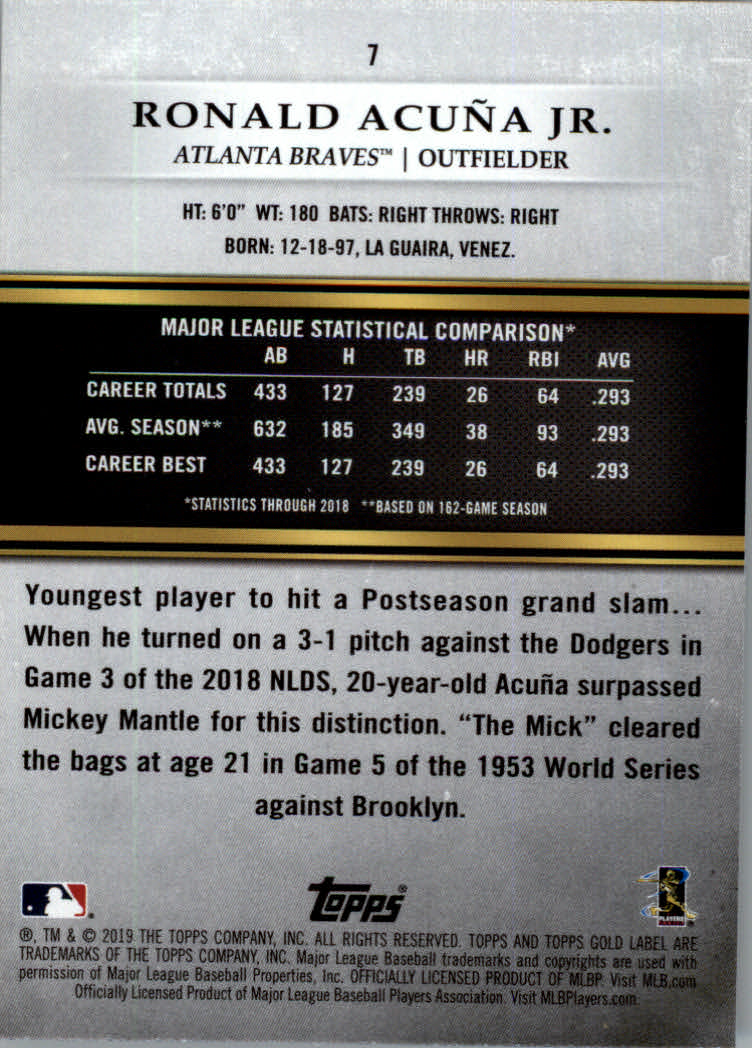 7
RONALD ACUÑA JR.
ATLANTA BRAVES™ | OUTFIELDER
HT: 6'0" WT: 180 BATS: RIGHT THROWS: RIGHT
BORN: 12-18-97, LA GUAIRA, VENEZ.
MAJOR LEAGUE STATISTICAL COMPARISON*
AB H TB HR RBI AVG
CAREER TOTALS 433 127 239 26 64 .293
AVG. SEASON** 632 185 349 38 93 .293
CAREER BEST 433 127 239 26 64 .293
*STATISTICS THROUGH 2018 **BASED ON 162-GAME SEASON
Youngest player to hit a Postseason grand slam...
When he turned on a 3-1 pitch against the Dodgers in
Game 3 of the 2018 NLDS, 20-year-old Acuña surpassed
Mickey Mantle for this distinction. "The Mick" cleared
the bags at age 21 in Game 5 of the 1953 World Series
against Brooklyn.
topps®
PLAYERS
®, TM & © 2019 THE TOPPS COMPANY, INC. ALL RIGHTS RESERVED. TOPPS AND TOPPS GOLD LABEL ARE
TRADEMARKS OF THE TOPPS COMPANY, INC. Major League Baseball trademarks and copyrights are used with
permission of Major League Baseball Properties, Inc. OFFICIALLY LICENSED PRODUCT OF MLBP. Visit MLB.com
Officially Licensed Product of Major League Baseball Players Association. Visit MLBPlayers.com.